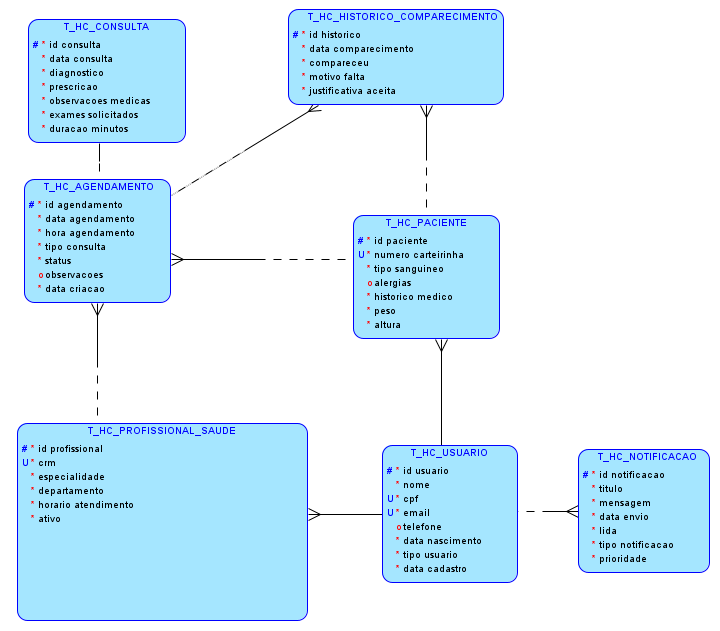 T_HC_CONSULTA
# * id consulta
* data consulta
* diagnostico
* prescricao
* observacoes medicas
* exames solicitados
* duracao minutos
T_HC_HISTORICO_COMPARECIMENTO
# * id historico
* data comparecimento
* compareceu
* motivo falta
* justificativa aceita
T_HC_AGENDAMENTO
# * id agendamento
* data agendamento
* hora agendamento
* tipo consulta
* status
o observacoes
* data criacao
T_HC_PACIENTE
# * id paciente
U * numero carteirinha
* tipo sanguineo
o alergias
* historico medico
* peso
* altura
T_HC_PROFISSIONAL_SAUDE
# * id profissional
U * crm
* especialidade
* departamento
* horario atendimento
* ativo
T_HC_USUARIO
# * id usuario
* nome
U * cpf
U * email
o telefone
* data nascimento
* tipo usuario
* data cadastro
T_HC_NOTIFICACAO
# * id notificacao
* titulo
* mensagem
* data envio
* lida
* tipo notificacao
* prioridade